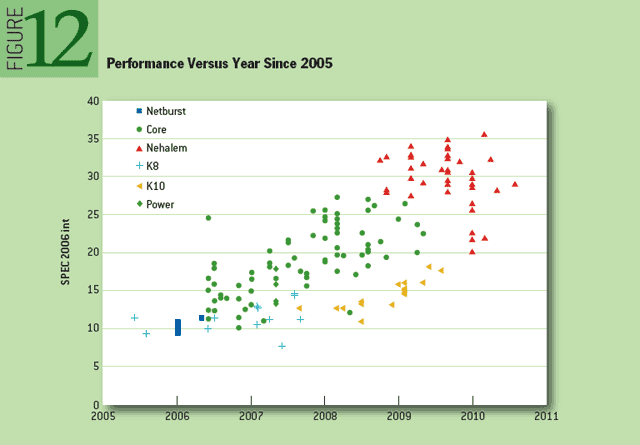 FIGURE 12
Performance Versus Year Since 2005
40
35
30
25
20
15
10
5
0
SPEC 2006 int
Netburst
Core
Nehalem
K8
K10
Power
2005 2006 2007 2008 2009 2010 2011